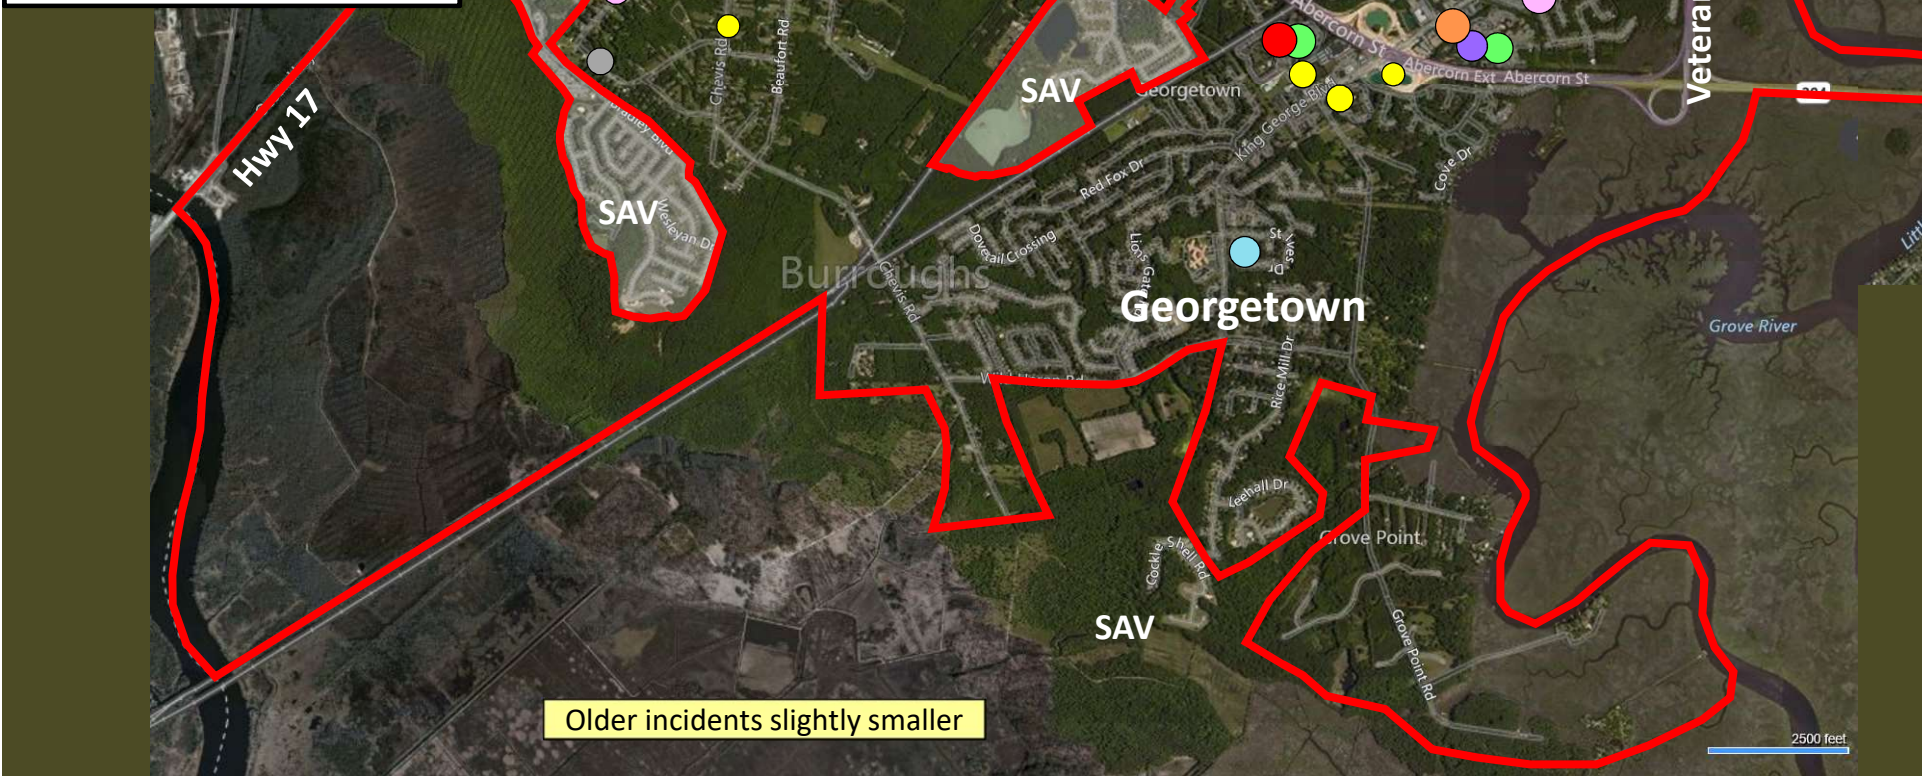 Hwy 17
Chevis Rd
Beaufort Rd
Bradley Blvd
SAV
Wesleyan Dr
SAV
Georgetown
Abercorn St
Abercorn Ext
Abercorn St
King George Blvd
Red Fox Dr
Cove Dr
Dovetail Crossing
Lions Gate
St Ives Dr
Burroughs
Chevis Rd
Georgetown
Grove River
Rice Mill Dr
Leehall Dr
Grove Point
Cockle Shell Rd
SAV
Grove Point Rd
Older incidents slightly smaller
2500 feet